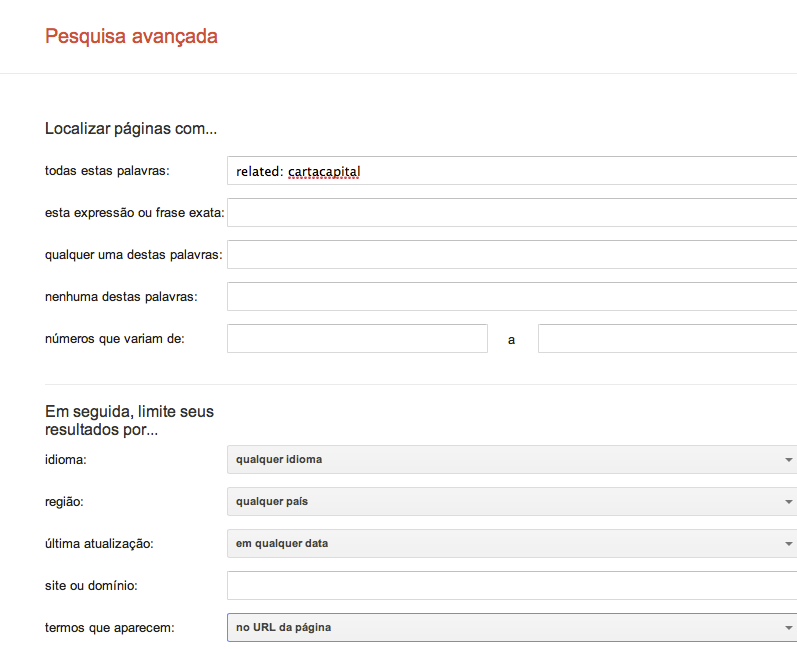 Pesquisa avançada
Localizar páginas com...
todas estas palavras: related: cartacapital
esta expressão ou frase exata:
qualquer uma destas palavras:
nenhuma destas palavras:
números que variam de: a
Em seguida, limite seus
resultados por...
idioma: qualquer idioma
região: qualquer país
última atualização: em qualquer data
site ou domínio:
termos que aparecem: no URL da página